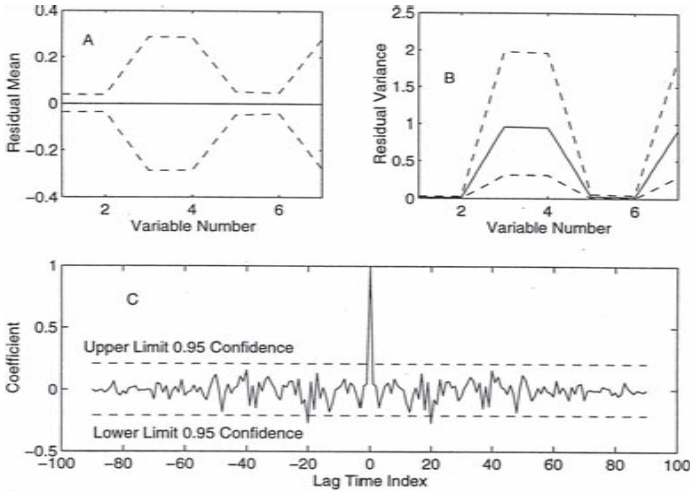 0.4
0.2
0
−0.2
−0.4
A
Residual Mean
2
4
6
Variable Number
2.5
2
1.5
1
0.5
0
B
Residual Variance
2
4
6
Variable Number
1
0.5
0
−0.5
C
Coefficient
Upper Limit 0.95 Confidence
Lower Limit 0.95 Confidence
−100
−80
−60
−40
−20
0
20
40
60
80
100
Lag Time Index